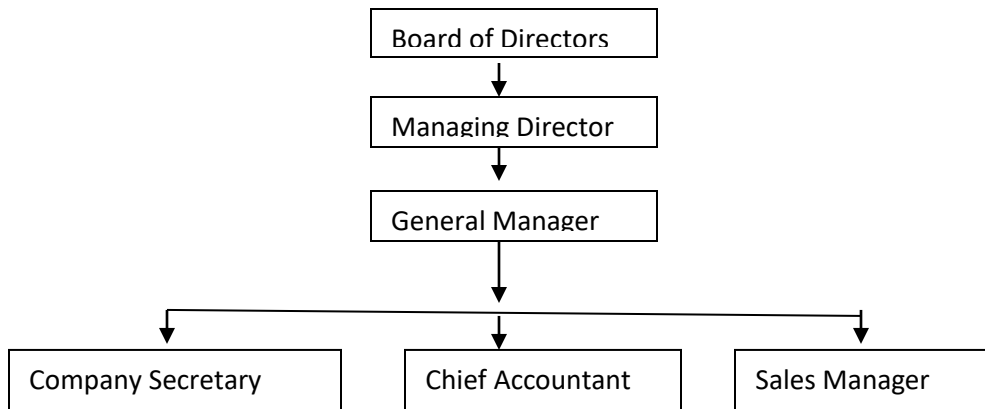 Board of Directors
Managing Director
General Manager
Company Secretary
Chief Accountant
Sales Manager